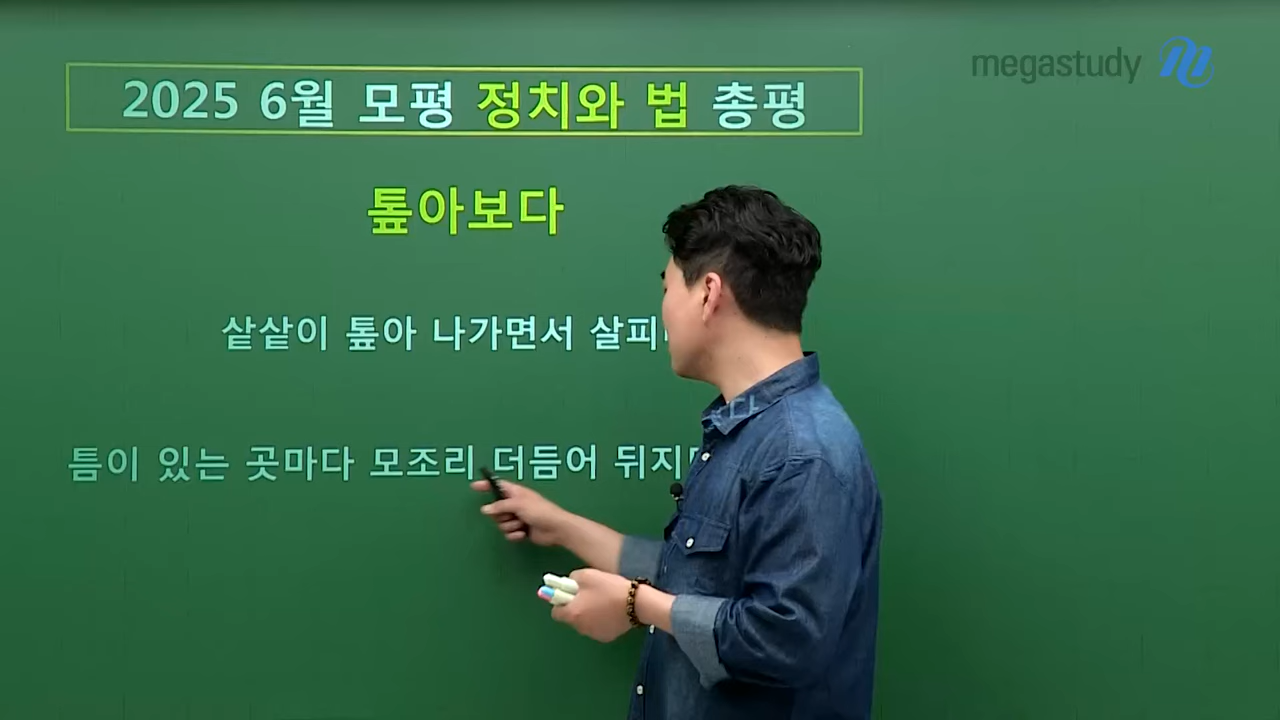 megastudy
2025 6월 모평 정치와 법 총평
톺아보다
샅샅이 톺아 나가면서 살피
틈이 있는 곳마다 모조리 더듬어 뒤지